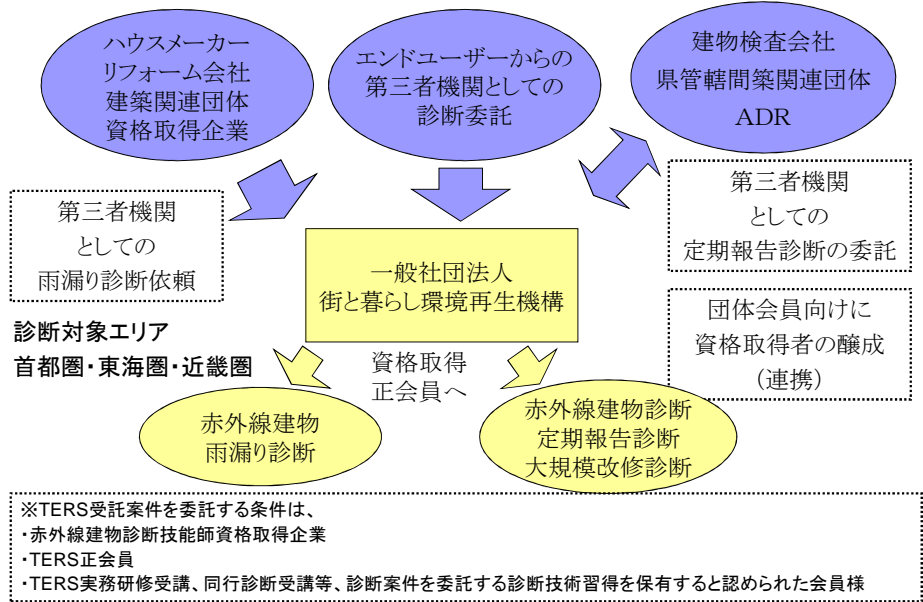 ハウスメーカー
リフォーム会社
建築関連団体
資格取得企業
エンドユーザーからの
第三者機関としての
診断委託
建物検査会社
県管轄間築関連団体
ADR
第三者機関
としての
雨漏り診断依頼
第三者機関
としての
定期報告診断の委託
一般社団法人
街と暮らし環境再生機構
団体会員向けに
資格取得者の醸成
（連携）
診断対象エリア
首都圏・東海圏・近畿圏
資格取得
正会員へ
赤外線建物
雨漏り診断
赤外線建物診断
定期報告診断
大規模改修診断
※TERS受託案件を委託する条件は、
・赤外線建物診断技能師資格取得企業
・TERS正会員
・TERS実務研修受講、同行診断受講等、診断案件を委託する診断技術習得を保有すると認められた会員様